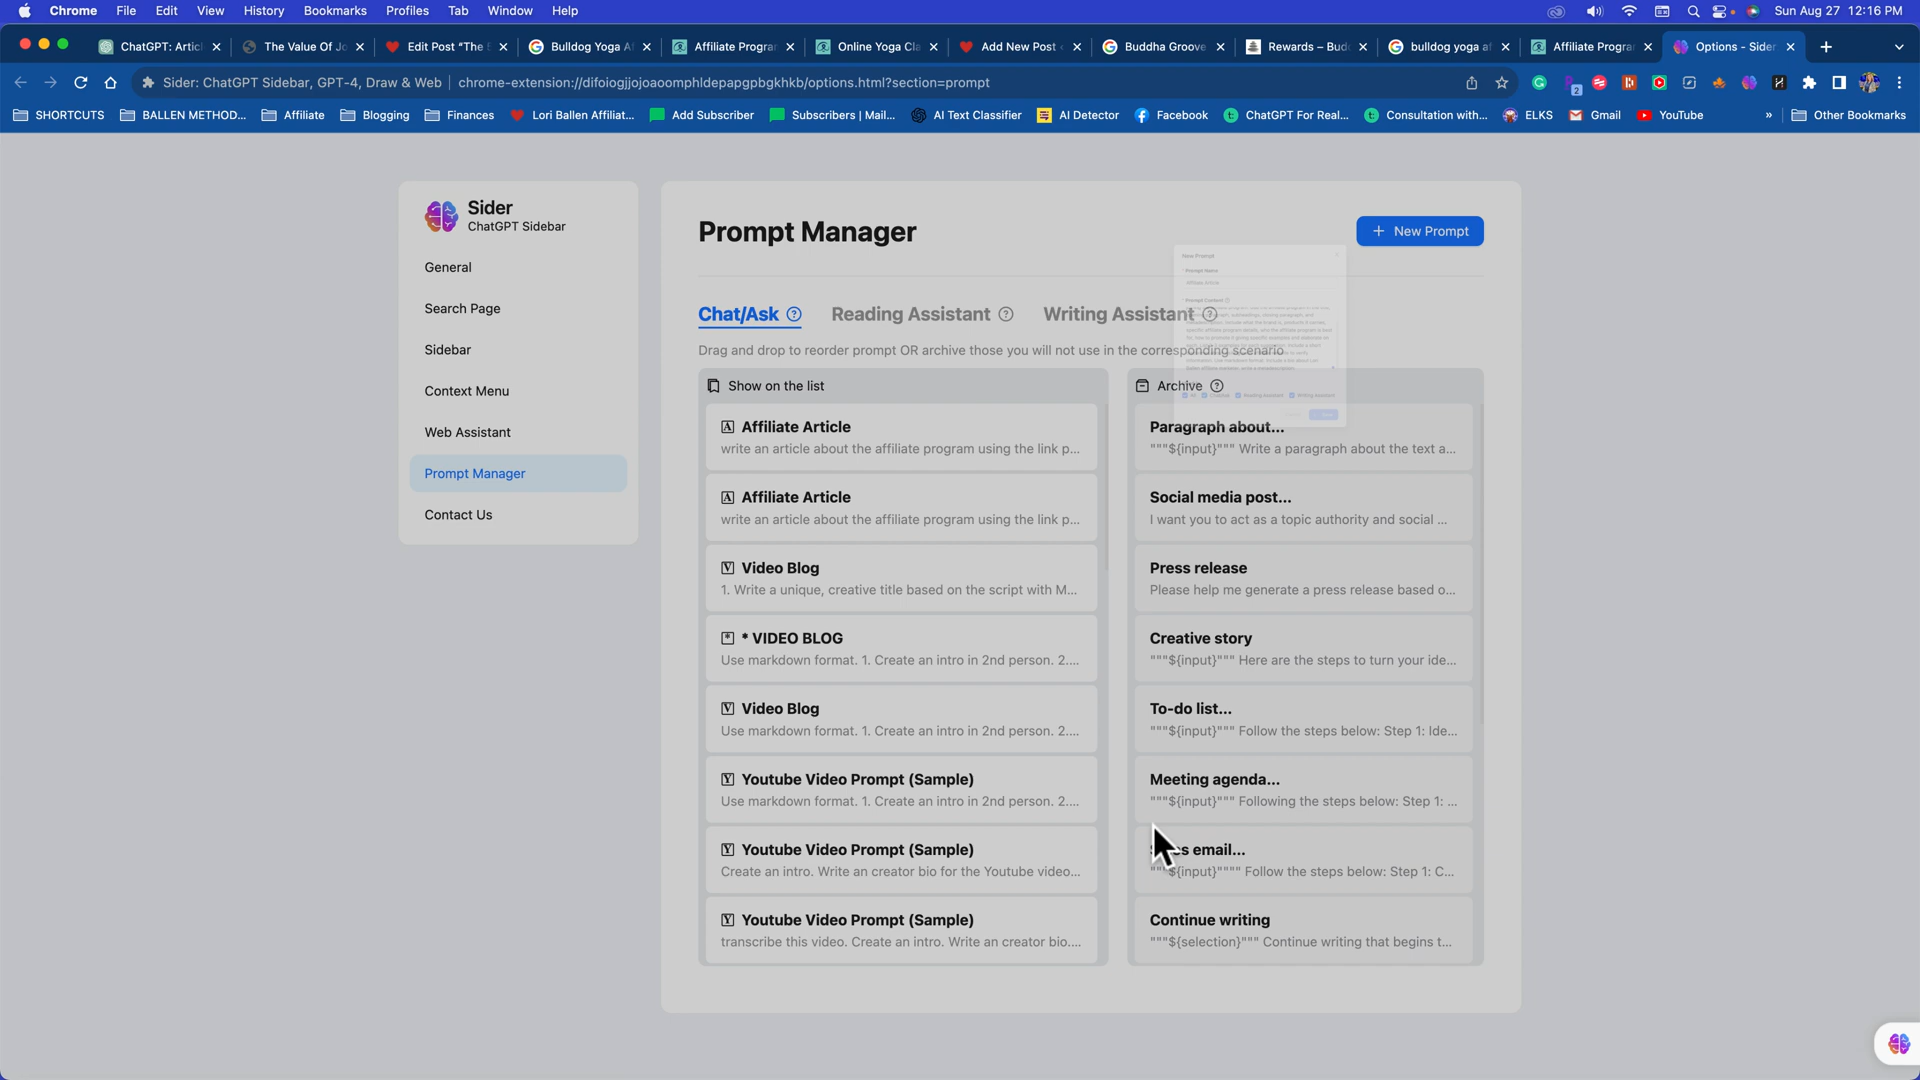 Chrome File Edit View History Bookmarks Profiles Tab Window Help Sun Aug 27 12:16 PM
ChatGPT: Artic The Value Of Jo Edit Post "The B Bulldog Yoga Af Affiliate Progra Online Yoga Cla Add New Post Buddha Groove Rewards – Bud bulldog yoga af Affiliate Progra Options - Sider
Sider: ChatGPT Sidebar, GPT-4, Draw & Web chrome-extension://difoiogjjojoaoomphldepapgpbgkhkb/options.html?section=prompt 2
SHORTCUTS BALLEN METHOD... Affiliate Blogging Finances Lori Ballen Affiliat... Add Subscriber Subscribers | Mail... AI Text Classifier AI Detector Facebook ChatGPT For Real... Consultation with... ELKS Gmail YouTube » Other Bookmarks
Sider
ChatGPT Sidebar
General
Search Page
Sidebar
Context Menu
Web Assistant
Prompt Manager
Contact Us
Prompt Manager
+ New Prompt
New Prompt
* Prompt Name
Affiliate Article
* Prompt Content
Chat/Ask Reading Assistant Writing Assistant
Drag and drop to reorder prompt OR archive those you will not use in the corresponding scenario
Show on the list
A Affiliate Article
write an article about the affiliate program using the link p...
A Affiliate Article
write an article about the affiliate program using the link p...
V Video Blog
1. Write a unique, creative title based on the script with M...
* * VIDEO BLOG
Use markdown format. 1. Create an intro in 2nd person. 2....
V Video Blog
Use markdown format. 1. Create an intro in 2nd person. 2....
Y Youtube Video Prompt (Sample)
Use markdown format. 1. Create an intro in 2nd person. 2....
Y Youtube Video Prompt (Sample)
Create an intro. Write an creator bio for the Youtube video...
Y Youtube Video Prompt (Sample)
transcribe this video. Create an intro. Write an creator bio....
Archive
Paragraph about...
"""${input}""" Write a paragraph about the text a...
Social media post...
I want you to act as a topic authority and social ...
Press release
Please help me generate a press release based o...
Creative story
"""${input}""" Here are the steps to turn your ide...
To-do list...
"""${input}""" Follow the steps below: Step 1: Ide...
Meeting agenda...
"""${input}""" Following the steps below: Step 1: ...
email...
"""${input}"""" Follow the steps below: Step 1: C...
Continue writing
"""${selection}""" Continue writing that begins t...